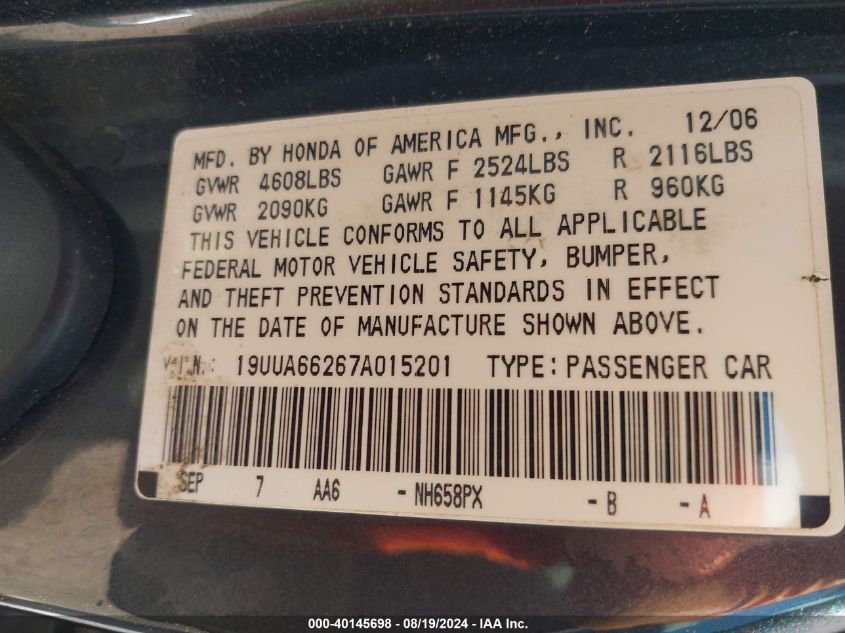 MFD. BY HONDA OF AMERICA MFG., INC. 12/06
GVWR 4608LBS GAWR F 2524LBS R 2116LBS
GVWR 2090KG GAWR F 1145KG R 960KG
THIS VEHICLE CONFORMS TO ALL APPLICABLE
FEDERAL MOTOR VEHICLE SAFETY, BUMPER,
AND THEFT PREVENTION STANDARDS IN EFFECT
ON THE DATE OF MANUFACTURE SHOWN ABOVE.
V.I.N.: 19UUA66267A015201 TYPE: PASSENGER CAR
SEP 7 AA6 - NH658PX - B - A
000-40145698 - 08/19/2024 - IAA Inc.